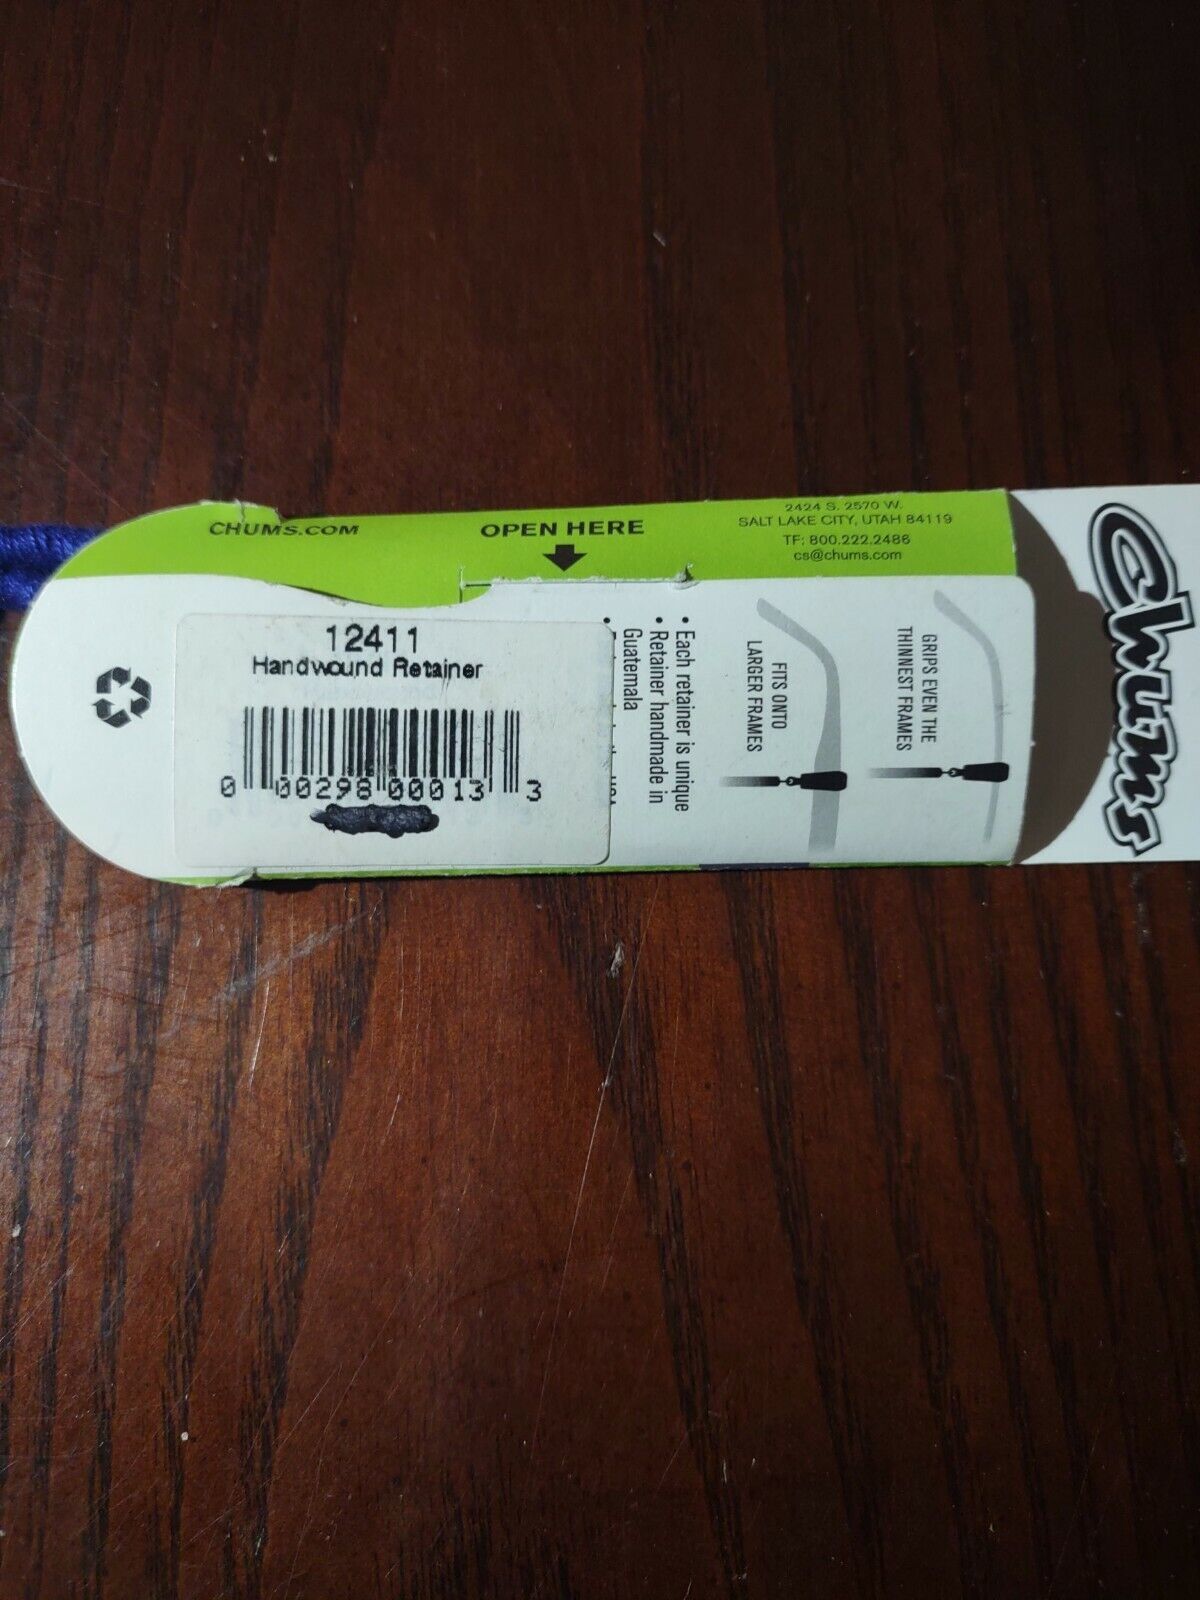 CHUMS.COM
OPEN HERE
2424 S. 2570 W.
SALT LAKE CITY, UTAH 84119
TF: 800.222.2486
cs@chums.com
12411
Handwound Retainer
0 00298 00013 3
• Each retainer is unique
• Retainer handmade in
Guatemala
FITS ONTO
LARGER FRAMES
GRIPS EVEN THE
THINNEST FRAMES
Chums